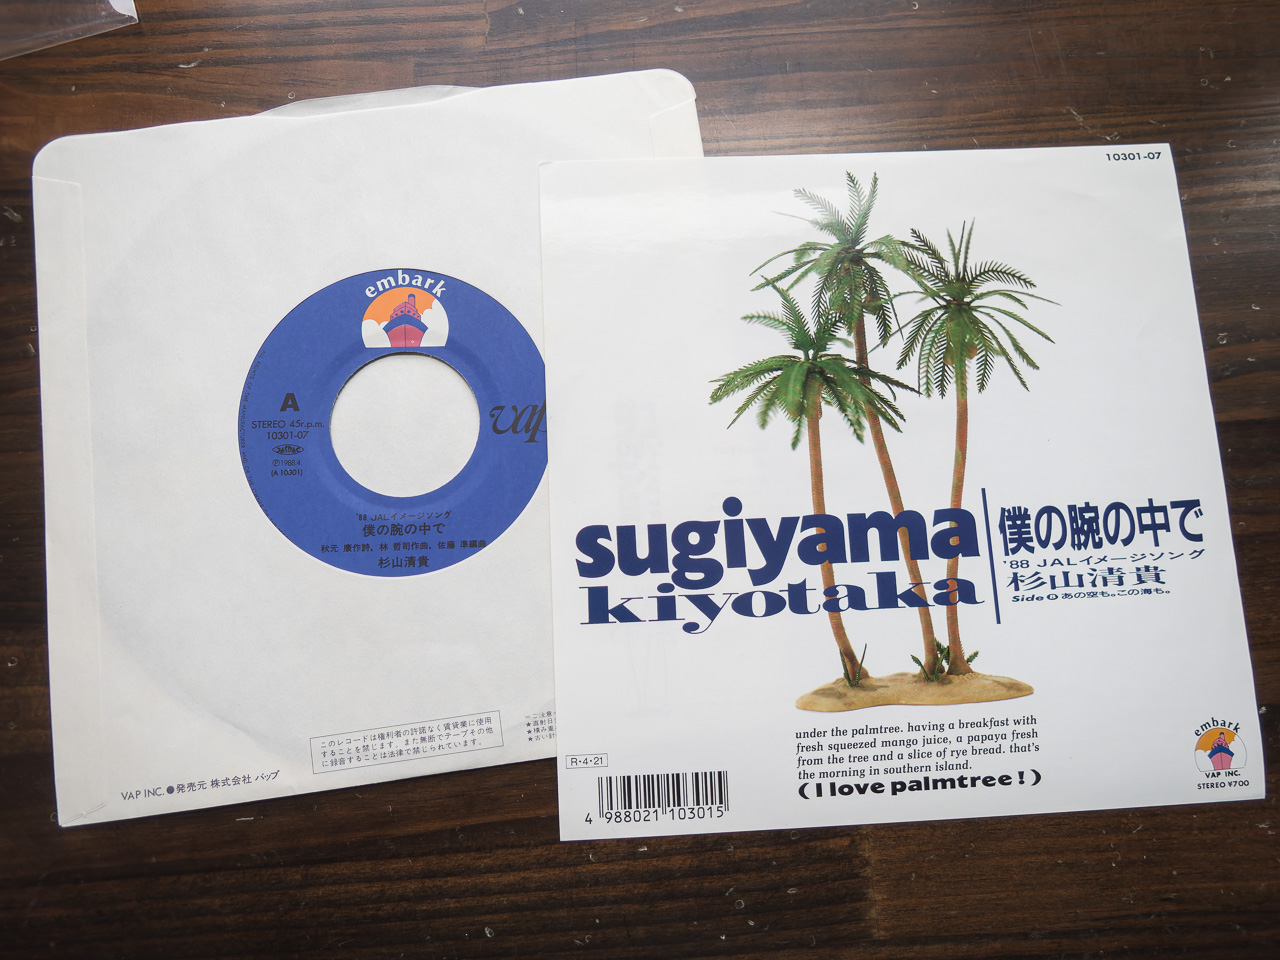 embark
A
STEREO 45r.p.m.
10301-07
Ⓟ1988.4.
(A 10301)
vap
'88 JALイメージソング
僕の腕の中で
秋元 康作詩。林 哲司作曲。佐藤 準編曲
杉山清貴
このレコードは権利者の許諾なく賃貸業に使用
することを禁じます。また無断でテープその他
に録音することは法律で禁じられています。
VAP INC.●発売元 株式会社 バップ
10301-07
sugiyama
kiyotaka
僕の腕の中で
'88 JALイメージソング
杉山清貴
Side B あの空も。この海も。
under the palmtree. having a breakfast with
fresh squeezed mango juice, a papaya fresh
from the tree and a slice of rye bread. that's
the morning in southern island.
(I love palmtree!)
R・4・21
4 988021 103015
embark
VAP INC.
STEREO ¥700